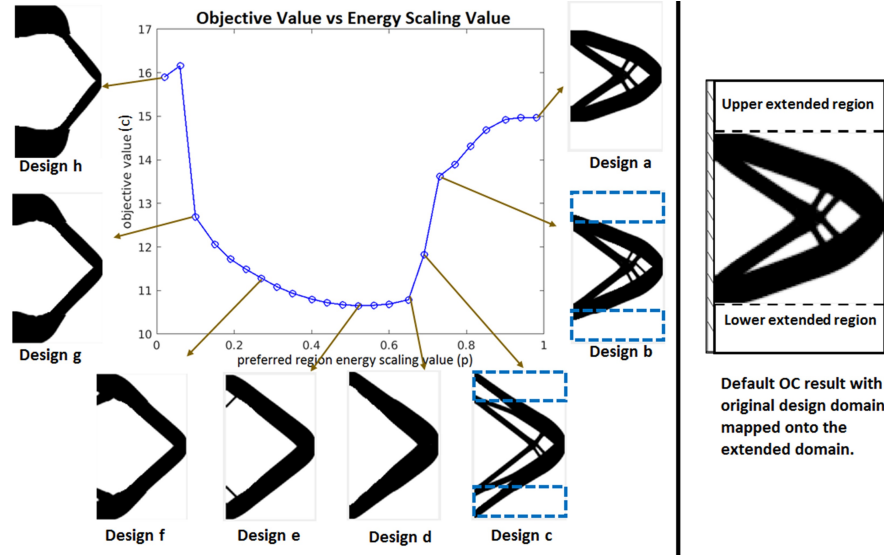 Objective Value vs Energy Scaling Value
17
16
15
14
13
12
11
10
objective value (c)
0
0.2
0.4
0.6
0.8
1
preferred region energy scaling value (p)
Design h
Design g
Design a
Design b
Design f
Design e
Design d
Design c
Upper extended region
Lower extended region
Default OC result with
original design domain
mapped onto the
extended domain.